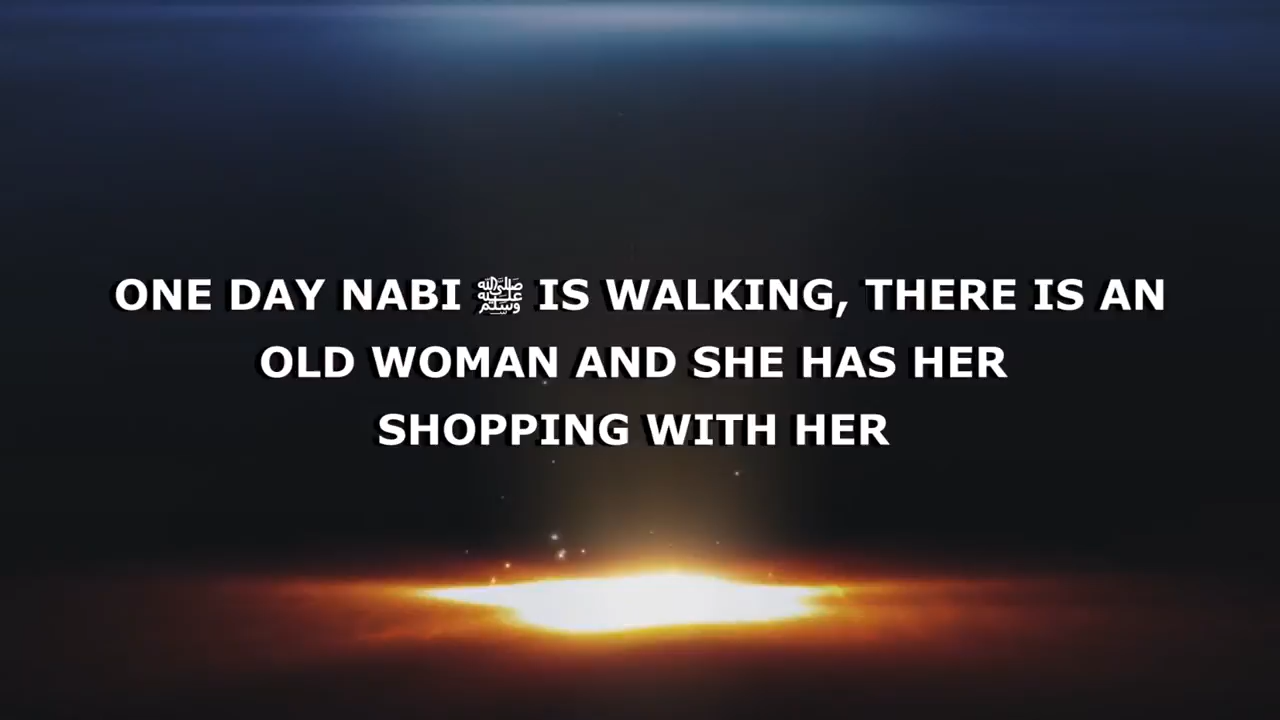 ONE DAY NABI ﷺ IS WALKING, THERE IS AN
OLD WOMAN AND SHE HAS HER
SHOPPING WITH HER